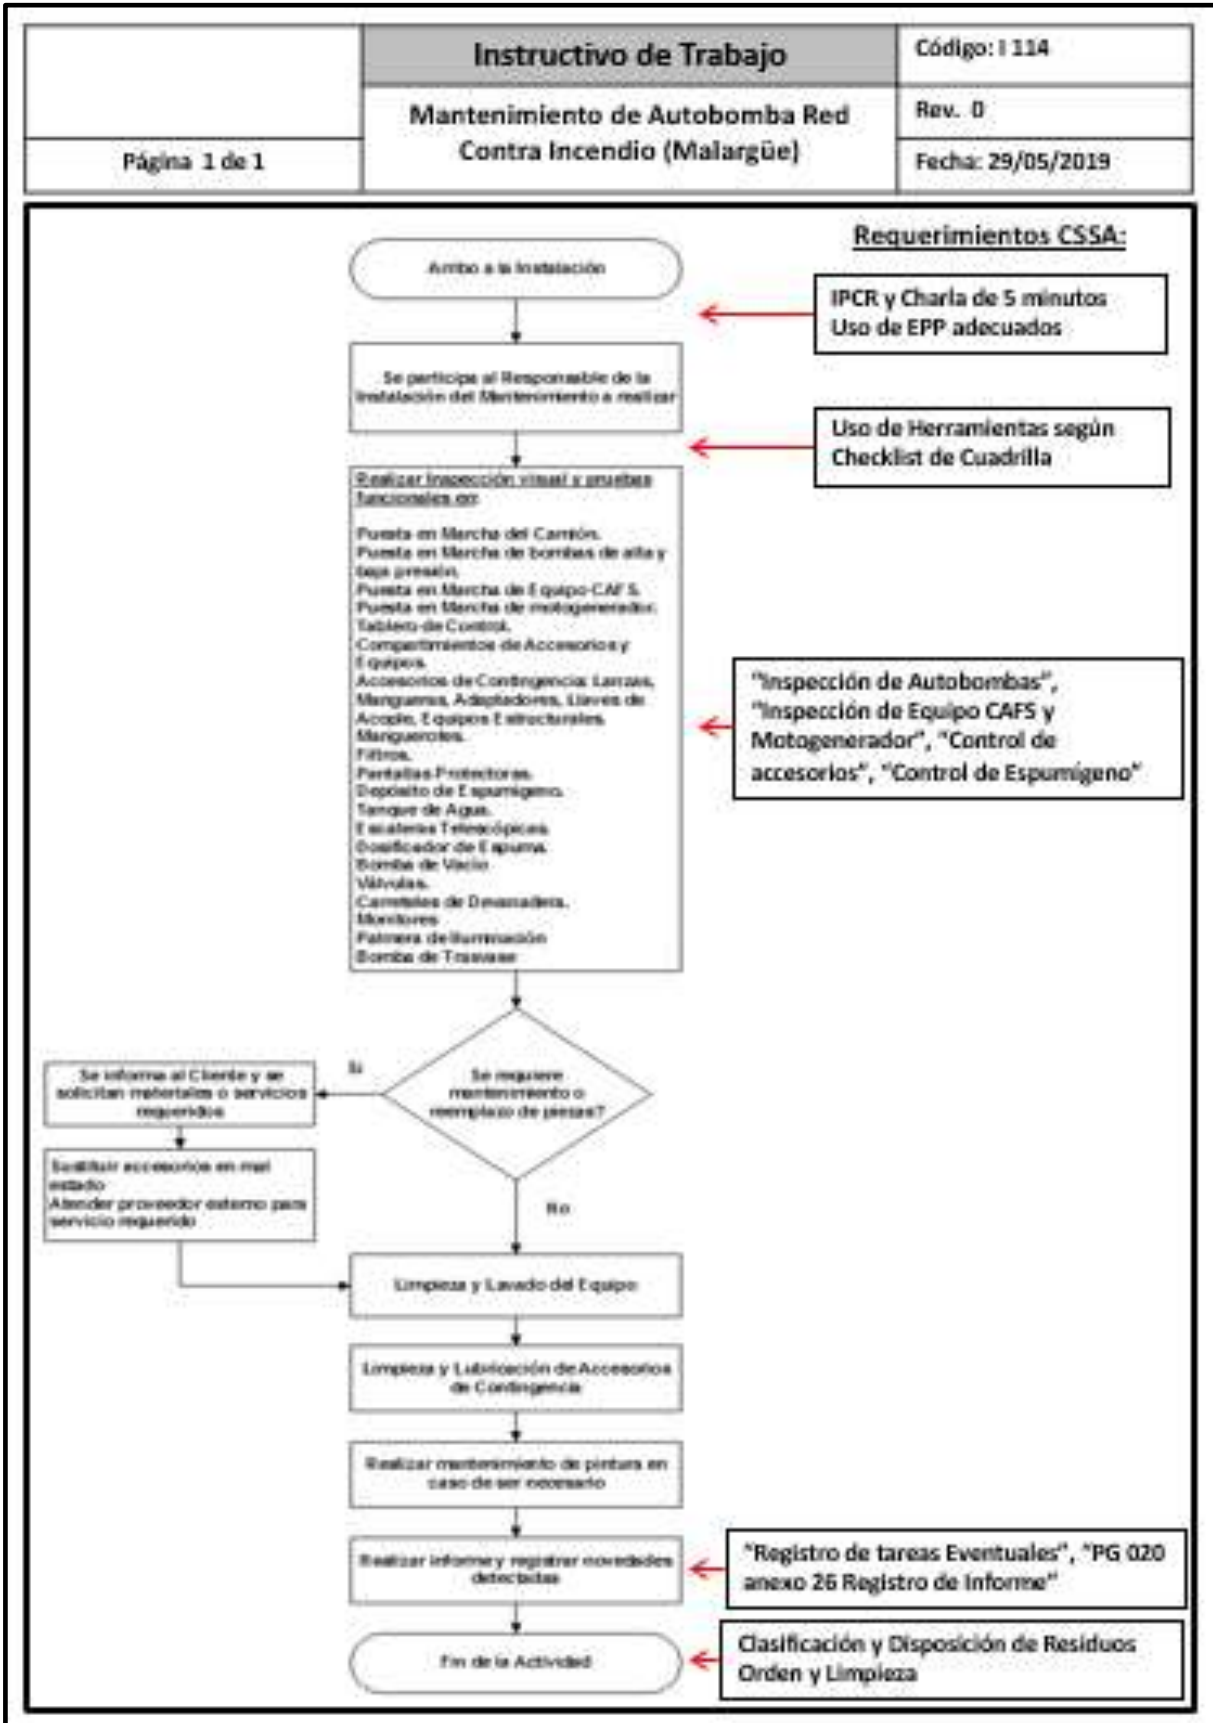 Instructivo de Trabajo
Código: I 114
Mantenimiento de Autobomba Red
Contra Incendio (Malargüe)
Rev. 0
Página 1 de 1
Fecha: 29/05/2019
Requerimientos CSSA:
Arribo a la Instalación
IPCR y Charla de 5 minutos
Uso de EPP adecuados
Se participa al Responsable de la
Instalación del Mantenimiento a realizar
Uso de Herramientas según
Checklist de Cuadrilla
Realizar Inspección visual y pruebas
funcionales en:
Puesta en Marcha del Camión.
Puesta en Marcha de bombas de alta y
baja presión.
Puesta en Marcha de Equipo CAFS.
Puesta en Marcha de motogenerador.
Tablero de Control.
Compartimientos de Accesorios y
Equipos.
Accesorios de Contingencia: Lanzas,
Mangueras, Adaptadores, Llaves de
Acople, Equipos Estructurales.
Manguerotes.
Filtros.
Pantallas Protectoras.
Depósito de Espumígeno.
Tanque de Agua.
Escaleras Telescópicas.
Dosificador de Espuma.
Bomba de Vacío
Válvulas.
Carreteles de Devanadera.
Monitores
Palmera de Iluminación
Bomba de Trasvase
"Inspección de Autobombas",
"Inspección de Equipo CAFS y
Motogenerador", "Control de
accesorios", "Control de Espumígeno"
Se requiere
mantenimiento o
reemplazo de piezas?
Si
Se informa al Cliente y se
solicitan materiales o servicios
requeridos
Sustituir accesorios en mal
estado
Atender proveedor externo para
servicio requerido
No
Limpieza y Lavado del Equipo
Limpieza y Lubricación de Accesorios
de Contingencia
Realizar mantenimiento de pintura en
caso de ser necesario
Realizar informe y registrar novedades
detectadas
"Registro de tareas Eventuales", "PG 020
anexo 26 Registro de Informe"
Fin de la Actividad
Clasificación y Disposición de Residuos
Orden y Limpieza